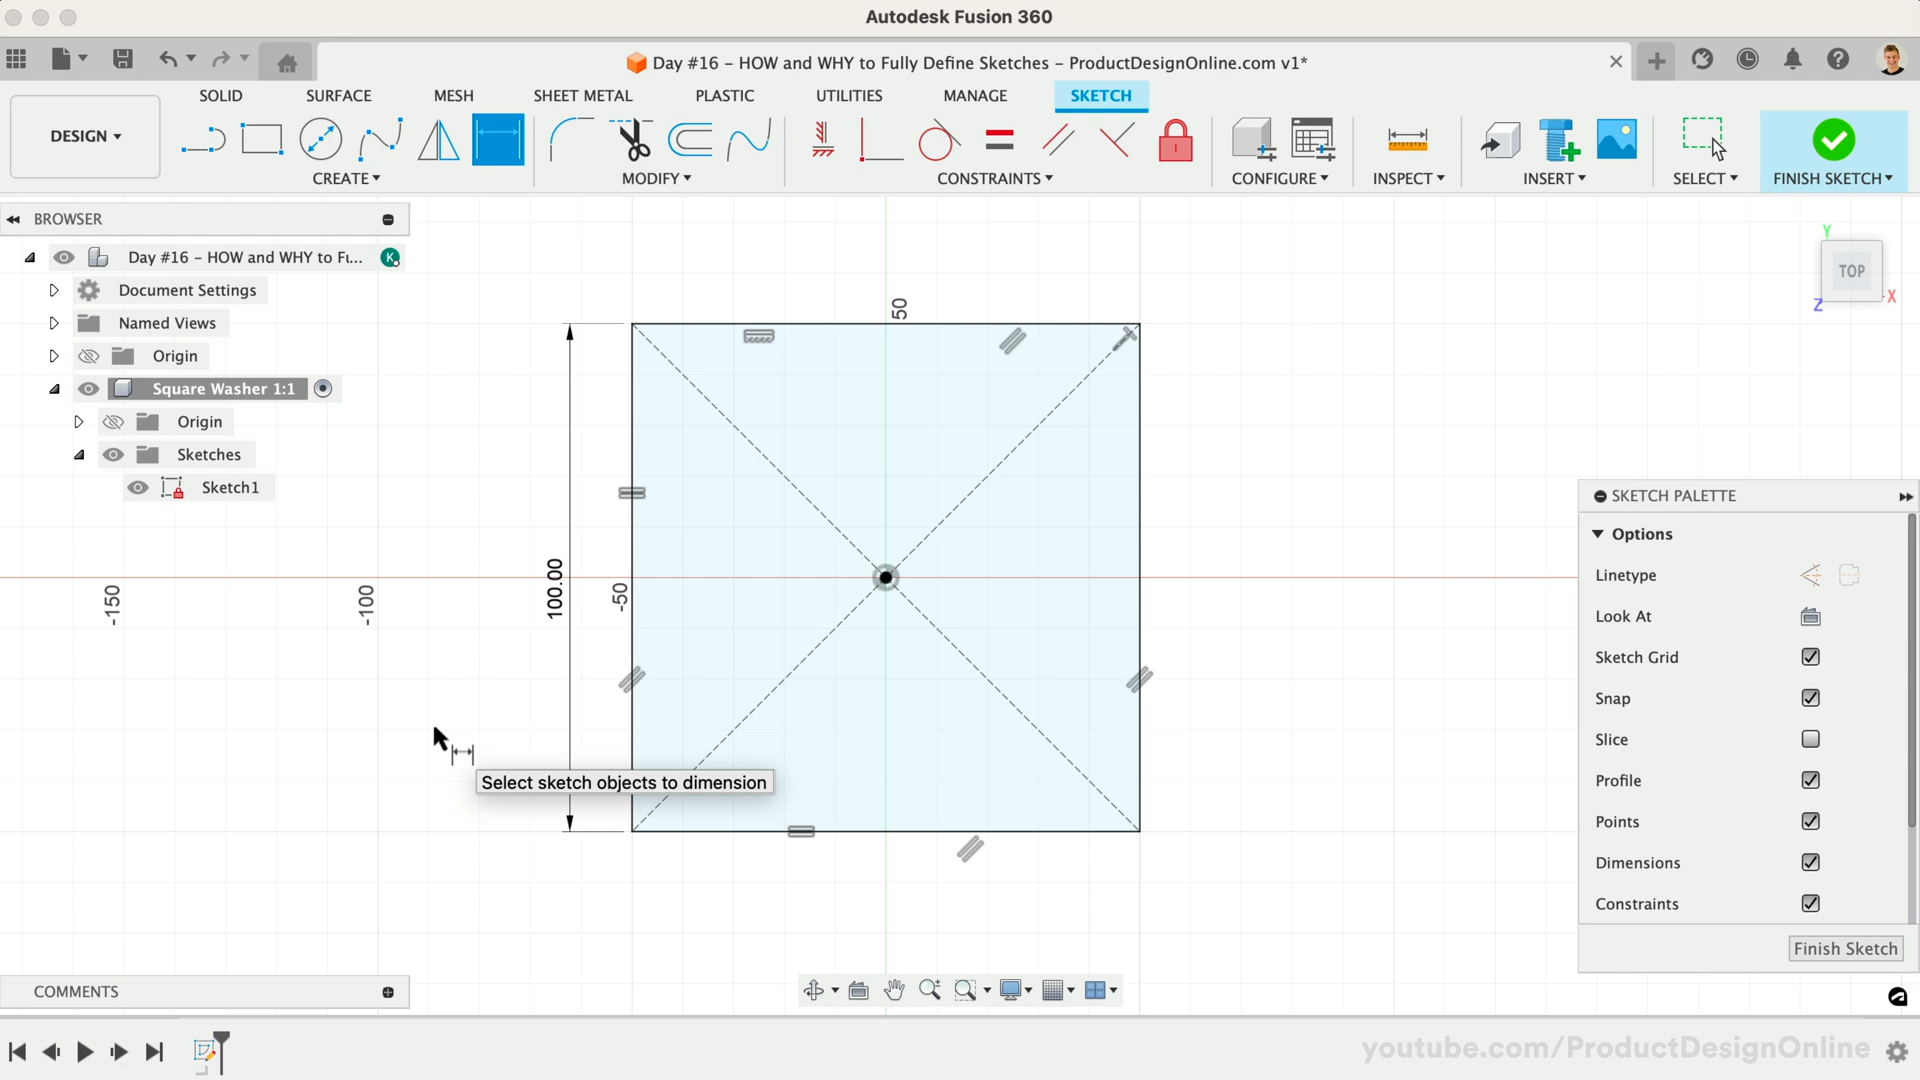 Autodesk Fusion 360
Day #16 – HOW and WHY to Fully Define Sketches – ProductDesignOnline.com v1*
SOLID SURFACE MESH SHEET METAL PLASTIC UTILITIES MANAGE SKETCH
DESIGN
CREATE MODIFY CONSTRAINTS CONFIGURE INSPECT INSERT SELECT FINISH SKETCH
BROWSER
Day #16 – HOW and WHY to Fu...
K
Document Settings
Named Views
Origin
Square Washer 1:1
Origin
Sketches
Sketch1
Y
TOP
X
Z
50
100.00
-50
-100
-150
Select sketch objects to dimension
SKETCH PALETTE
Options
Linetype
Look At
Sketch Grid
Snap
Slice
Profile
Points
Dimensions
Constraints
Finish Sketch
COMMENTS
youtube.com/ProductDesignOnline